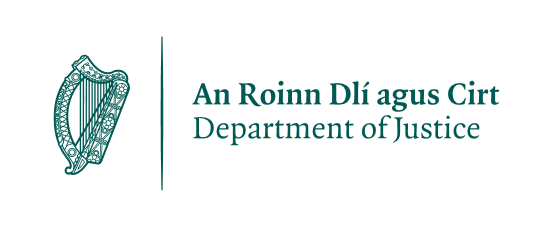 An Roinn Dlí agus Cirt
Department of Justice